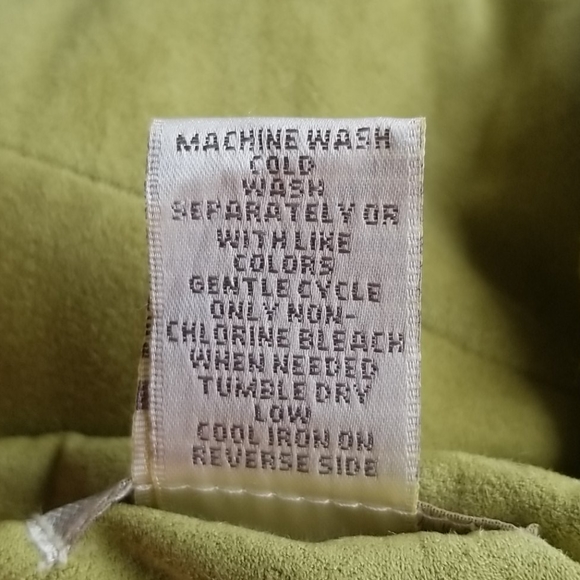 MACHINE WASH
COLD
WASH
SEPARATELY OR
WITH LIKE
COLORS
GENTLE CYCLE
ONLY NON-
CHLORINE BLEACH
WHEN NEEDED
TUMBLE DRY
LOW
COOL IRON ON
REVERSE SIDE